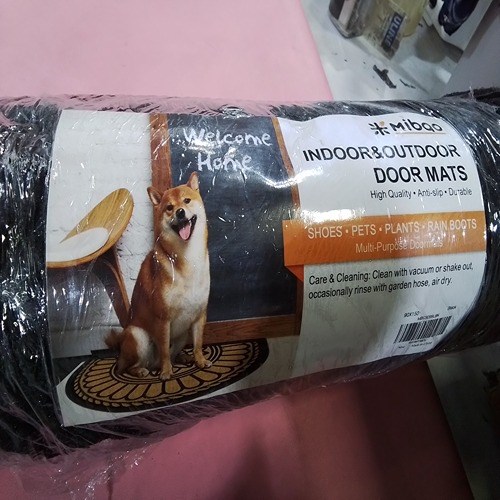 Welcome
Home
Mibao
INDOOR&OUTDOOR
DOOR MATS
High Quality • Anti-slip • Durable
SHOES • PETS • PLANTS • RAIN BOOTS
Multi-Purpose Doormat
Care & Cleaning: Clean with vacuum or shake out,
occasionally rinse with garden hose, air dry.